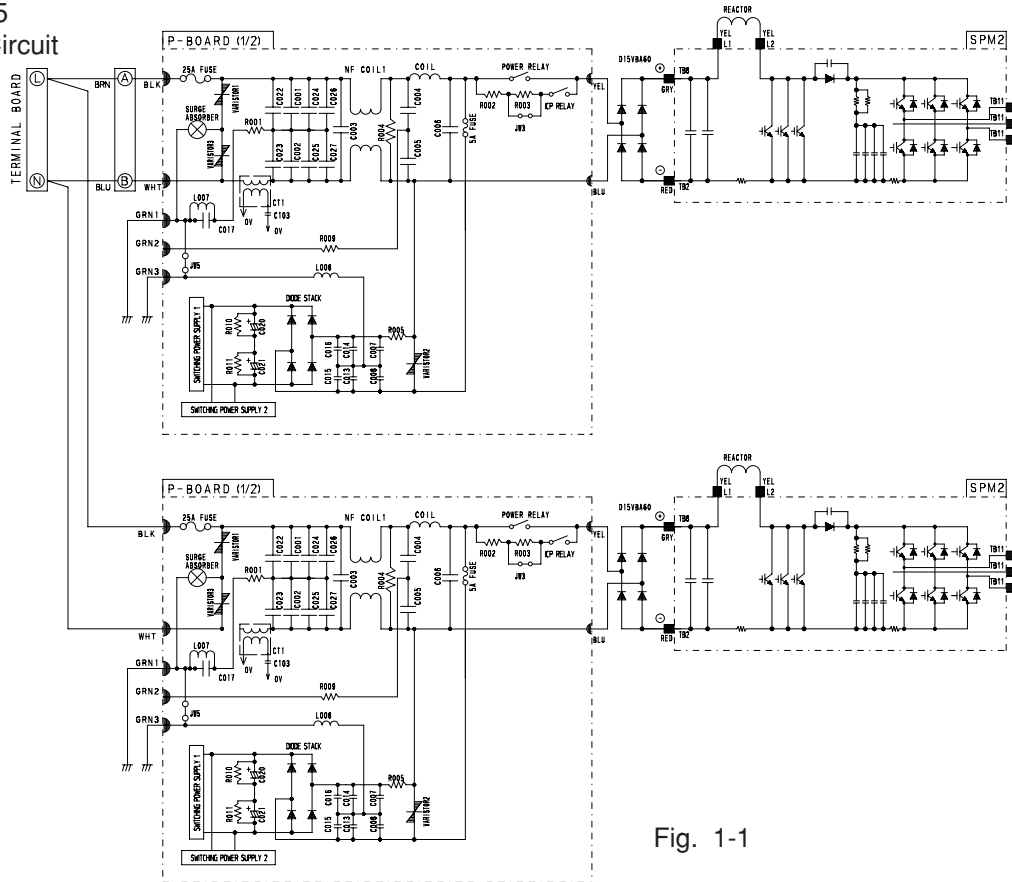 5
Circuit
REACTOR
YEL
L1
YEL
L2
P-BOARD (1/2)
SPM2
TERMINAL BOARD
L
N
A
B
BRN
BLU
BLK
WHT
25A FUSE
VARISTOR1
SURGE
ABSORBER
VARISTOR3
R001
C022
C001
C024
C026
C023
C002
C025
C027
C003
NF COIL1
R004
COIL
C004
C005
C006
5A FUSE
POWER RELAY
R002
R003
ICP RELAY
JW3
YEL
BLU
D15VBA60
+
TB6
GRY
-
RED
TB2
TB11
TB11
GRN1
L007
C017
CT1
C103
0V
0V
GRN2
R009
GRN3
JW5
L006
SWITCHING POWER SUPPLY 1
R010
C020
R011
C021
DIODE STACK
C016
C014
C007
C015
C013
C008
R005
VARISTOR2
SWITCHING POWER SUPPLY 2
REACTOR
YEL
L1
YEL
L2
P-BOARD (1/2)
SPM2
BLK
WHT
25A FUSE
VARISTOR1
SURGE
ABSORBER
VARISTOR3
R001
C022
C001
C024
C026
C023
C002
C025
C027
C003
NF COIL1
R004
COIL
C004
C005
C006
5A FUSE
POWER RELAY
R002
R003
ICP RELAY
JW3
YEL
BLU
D15VBA60
+
TB6
GRY
-
RED
TB2
TB11
TB11
GRN1
L007
C017
CT1
C103
0V
0V
GRN2
R009
GRN3
JW5
L006
SWITCHING POWER SUPPLY 1
R010
C020
R011
C021
DIODE STACK
C016
C014
C007
C015
C013
C008
R005
VARISTOR2
SWITCHING POWER SUPPLY 2
Fig. 1-1